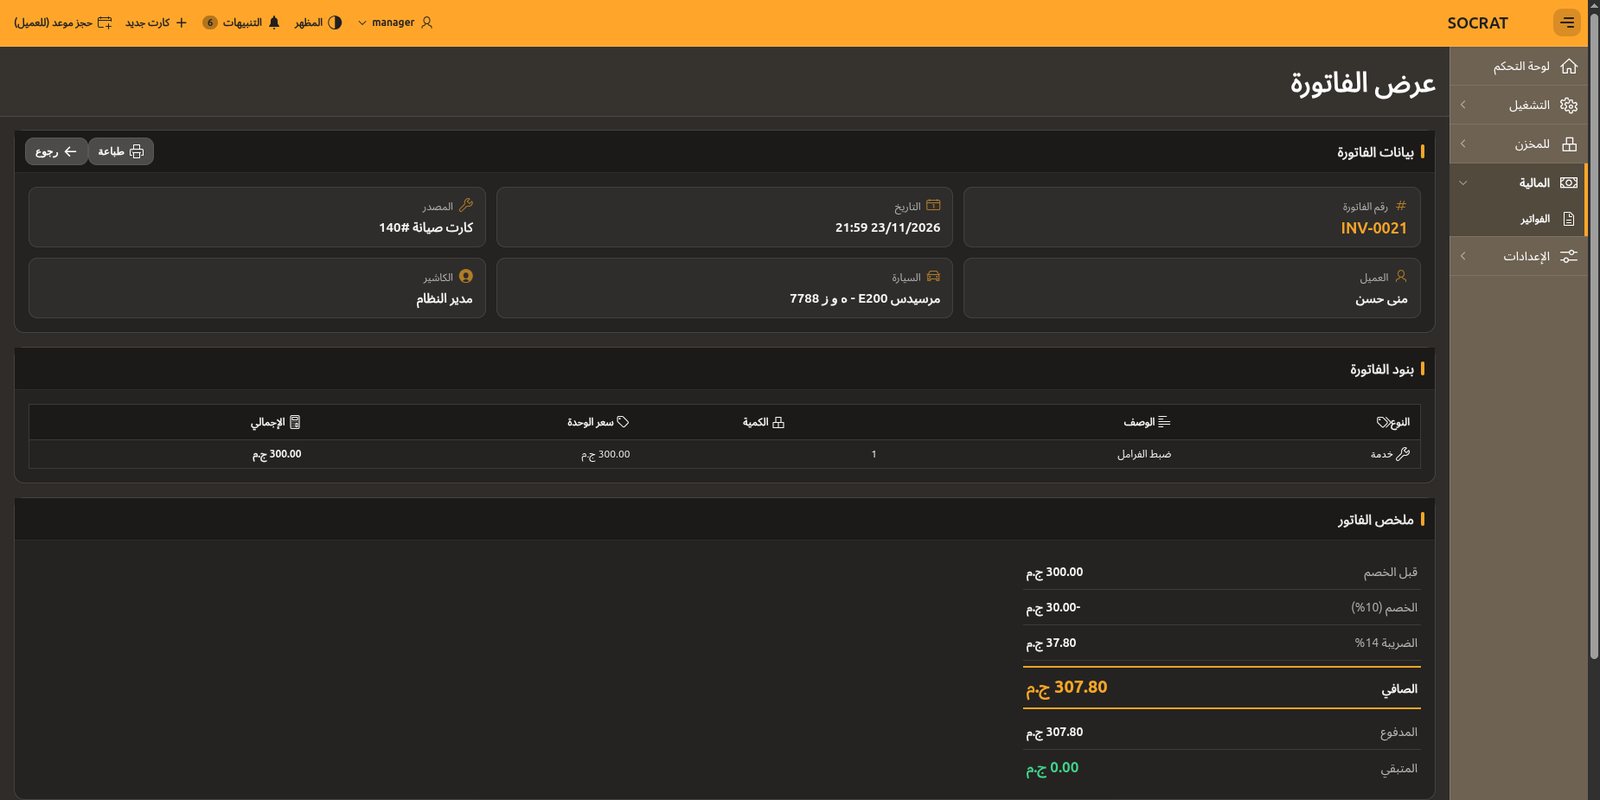 SOCRAT
manager
المظهر
التنبيهات 6
كارت جديد
حجز موعد (للعميل)
لوحة التحكم
التشغيل
للمخزن
المالية
الفواتير
الإعدادات
عرض الفاتورة
بيانات الفاتورة
طباعة
رجوع
# رقم الفاتورة
INV-0021
التاريخ
23/11/2026 21:59
المصدر
كارت صيانة #140
العميل
منى حسن
السيارة
مرسيدس E200 - ه و ز 7788
الكاشير
مدير النظام
بنود الفاتورة
النوع الوصف الكمية سعر الوحدة الإجمالي
خدمة ضبط الفرامل 1 300.00 ج.م 300.00 ج.م
ملخص الفاتور
قبل الخصم 300.00 ج.م
الخصم (10%) -30.00 ج.م
الضريبة 14% 37.80 ج.م
الصافي 307.80 ج.م
المدفوع 307.80 ج.م
المتبقي 0.00 ج.م